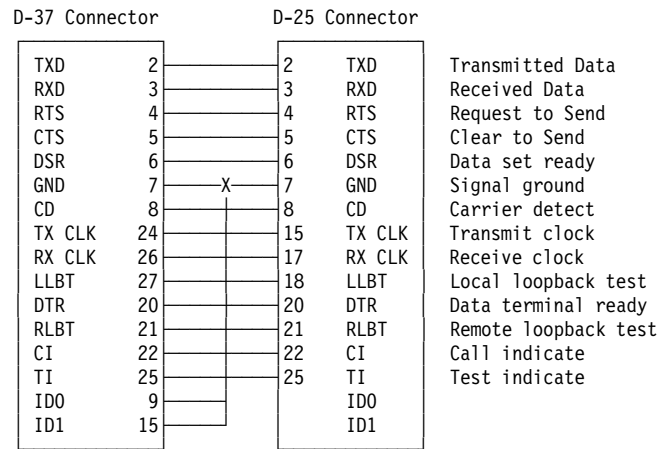 D-37 Connector D-25 Connector
TXD 2 2 TXD Transmitted Data
RXD 3 3 RXD Received Data
RTS 4 4 RTS Request to Send
CTS 5 5 CTS Clear to Send
DSR 6 6 DSR Data set ready
GND 7 X 7 GND Signal ground
CD 8 8 CD Carrier detect
TX CLK 24 15 TX CLK Transmit clock
RX CLK 26 17 RX CLK Receive clock
LLBT 27 18 LLBT Local loopback test
DTR 20 20 DTR Data terminal ready
RLBT 21 21 RLBT Remote loopback test
CI 22 22 CI Call indicate
TI 25 25 TI Test indicate
ID0 9 ID0
ID1 15 ID1